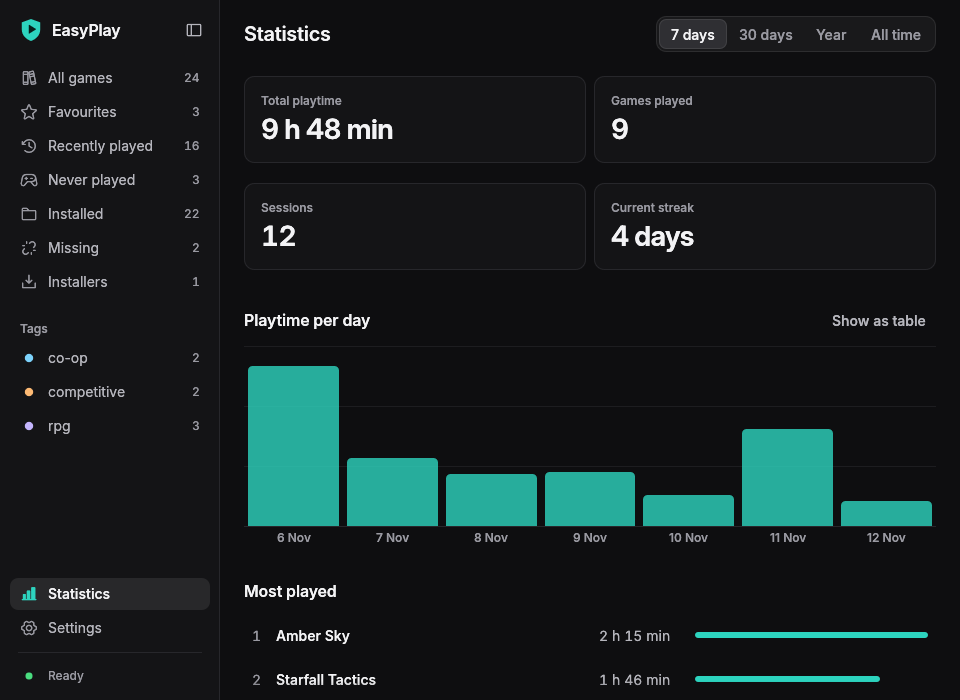 EasyPlay
All games 24
Favourites 3
Recently played 16
Never played 3
Installed 22
Missing 2
Installers 1
Tags
co-op 2
competitive 2
rpg 3
Statistics
Settings
Ready
Statistics
7 days 30 days Year All time
Total playtime
9 h 48 min
Games played
9
Sessions
12
Current streak
4 days
Playtime per day
Show as table
6 Nov 7 Nov 8 Nov 9 Nov 10 Nov 11 Nov 12 Nov
Most played
1 Amber Sky 2 h 15 min
2 Starfall Tactics 1 h 46 min